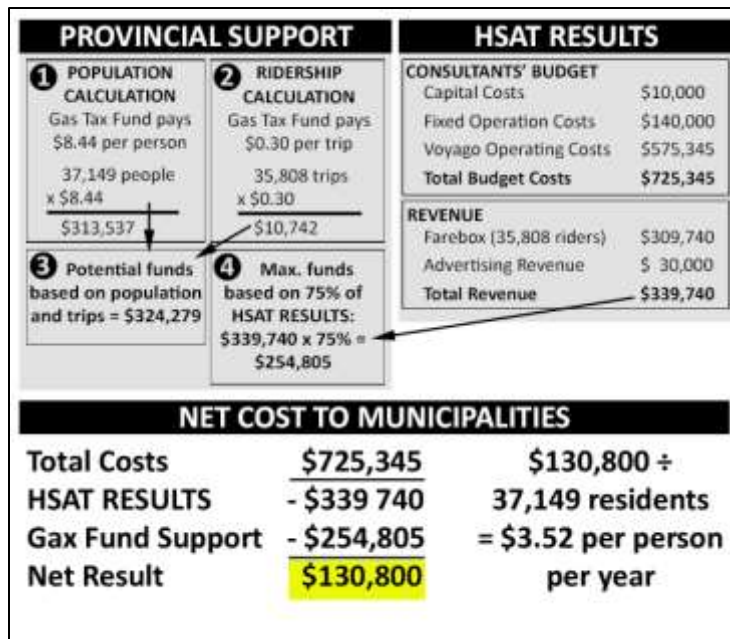 PROVINCIAL SUPPORT
1 POPULATION
CALCULATION
Gas Tax Fund pays
$8.44 per person
37,149 people
x $8.44
$313,537
2 RIDERSHIP
CALCULATION
Gas Tax Fund pays
$0.30 per trip
35,808 trips
x $0.30
$10,742
3 Potential funds
based on population
and trips = $324,279
4 Max. funds
based on 75% of
HSAT RESULTS:
$339,740 x 75% =
$254,805
HSAT RESULTS
CONSULTANTS' BUDGET
Capital Costs $10,000
Fixed Operation Costs $140,000
Voyago Operating Costs $575,345
Total Budget Costs $725,345
REVENUE
Farebox (35,808 riders) $309,740
Advertising Revenue $ 30,000
Total Revenue $339,740
NET COST TO MUNICIPALITIES
Total Costs $725,345
HSAT RESULTS - $339 740
Gax Fund Support - $254,805
Net Result $130,800
$130,800 ÷
37,149 residents
= $3.52 per person
per year